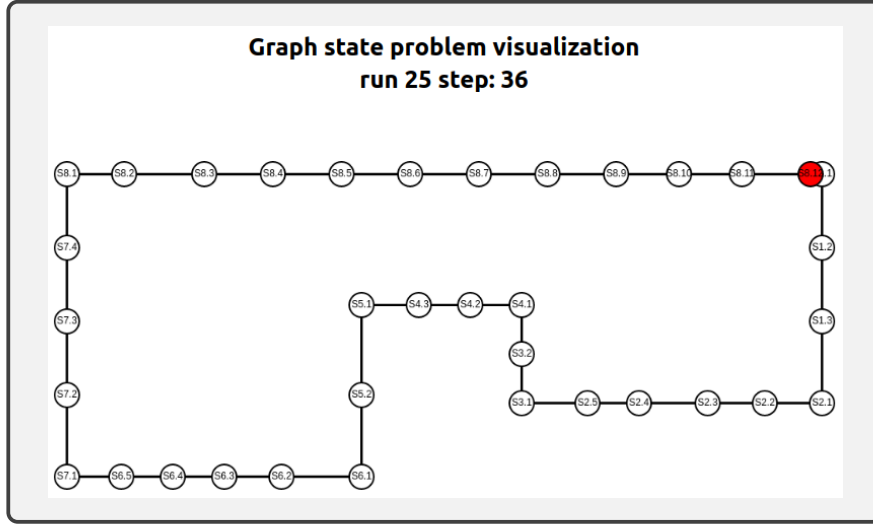 Graph state problem visualization
run 25 step: 36
S8.1 S8.2 S8.3 S8.4 S8.5 S8.6 S8.7 S8.8 S8.9 S8.10 S8.11
S7.4 S1.2
S5.1 S4.3 S4.2 S4.1
S7.3 S1.3
S3.2
S7.2 S5.2
S3.1 S2.5 S2.4 S2.3 S2.2 S2.1
S7.1 S6.5 S6.4 S6.3 S6.2 S6.1